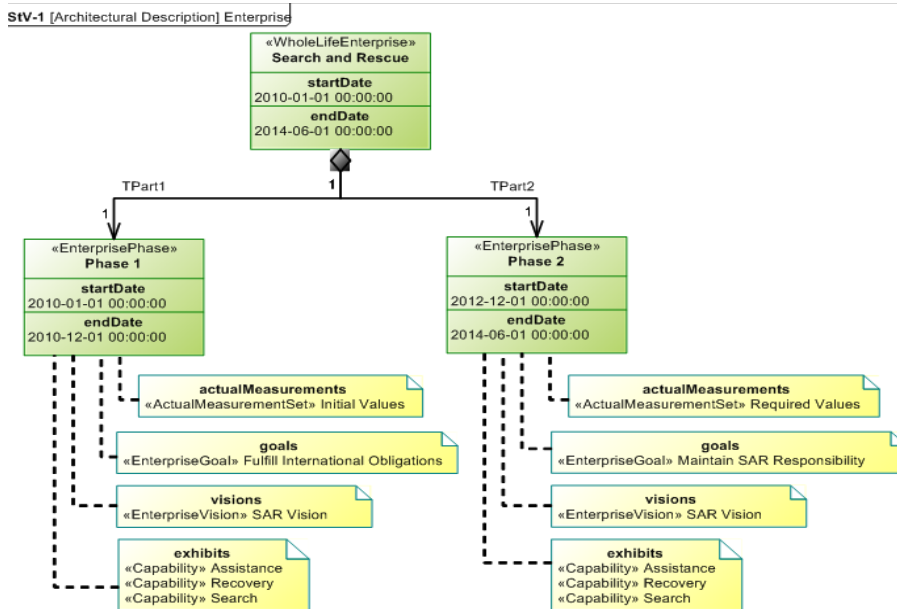 StV-1 [Architectural Description] Enterprise
«WholeLifeEnterprise»
Search and Rescue
startDate
2010-01-01 00:00:00
endDate
2014-06-01 00:00:00
TPart1
1
TPart2
1
1
«EnterprisePhase»
Phase 1
startDate
2010-01-01 00:00:00
endDate
2010-12-01 00:00:00
«EnterprisePhase»
Phase 2
startDate
2012-12-01 00:00:00
endDate
2014-06-01 00:00:00
actualMeasurements
«ActualMeasurementSet» Initial Values
goals
«EnterpriseGoal» Fulfill International Obligations
visions
«EnterpriseVision» SAR Vision
exhibits
«Capability» Assistance
«Capability» Recovery
«Capability» Search
actualMeasurements
«ActualMeasurementSet» Required Values
goals
«EnterpriseGoal» Maintain SAR Responsibility
visions
«EnterpriseVision» SAR Vision
exhibits
«Capability» Assistance
«Capability» Recovery
«Capability» Search